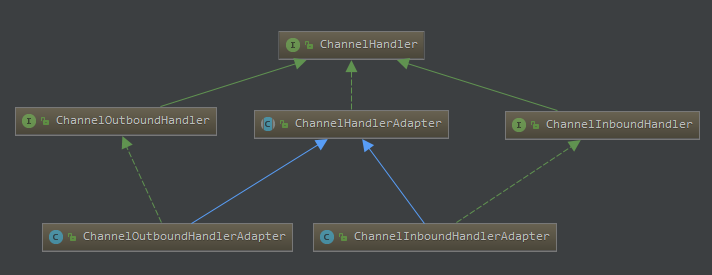 I ChannelHandler
I ChannelOutboundHandler
C ChannelHandlerAdapter
I ChannelInboundHandler
C ChannelOutboundHandlerAdapter
C ChannelInboundHandlerAdapter